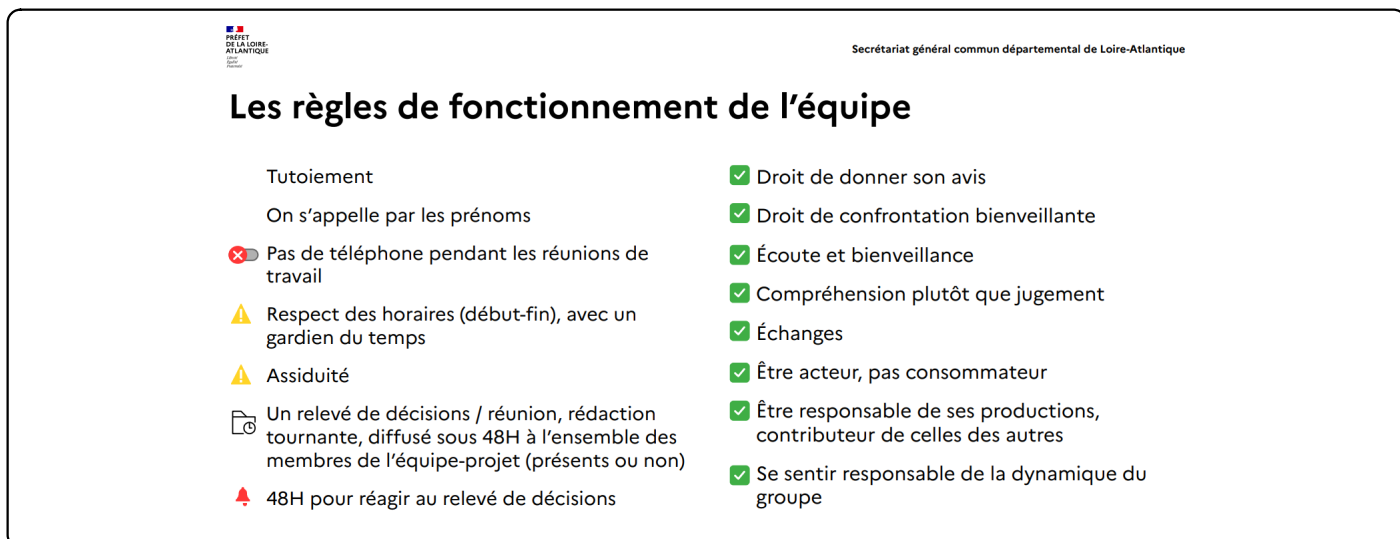 PRÉFET
DE LA LOIRE-
ATLANTIQUE
Liberté
Égalité
Fraternité
Secrétariat général commun départemental de Loire-Atlantique
Les règles de fonctionnement de l’équipe
Tutoiement
On s’appelle par les prénoms
Pas de téléphone pendant les réunions de
travail
Respect des horaires (début-fin), avec un
gardien du temps
Assiduité
Un relevé de décisions / réunion, rédaction
tournante, diffusé sous 48H à l’ensemble des
membres de l’équipe-projet (présents ou non)
48H pour réagir au relevé de décisions
Droit de donner son avis
Droit de confrontation bienveillante
Écoute et bienveillance
Compréhension plutôt que jugement
Échanges
Être acteur, pas consommateur
Être responsable de ses productions,
contributeur de celles des autres
Se sentir responsable de la dynamique du
groupe